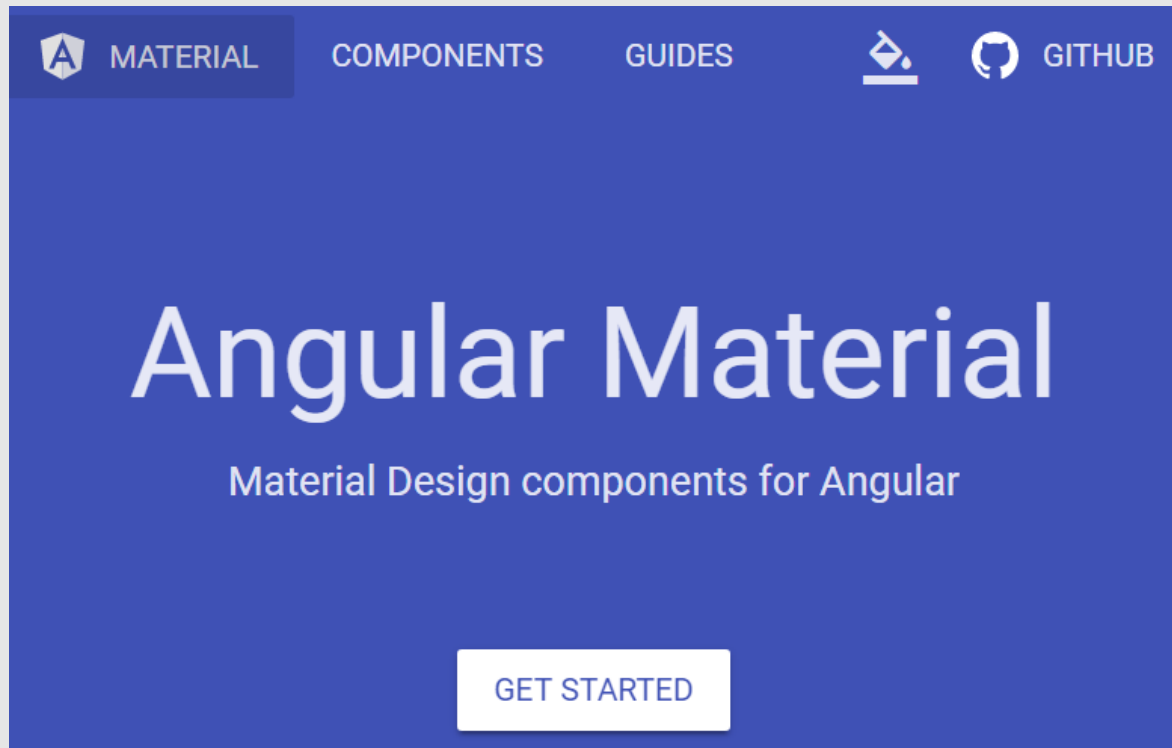 MATERIAL COMPONENTS GUIDES GITHUB
Angular Material
Material Design components for Angular
GET STARTED